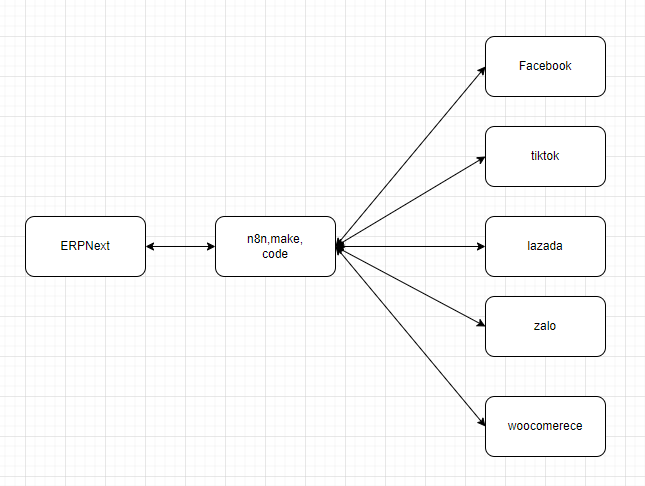 Facebook
tiktok
ERPNext
n8n,make,
code
lazada
zalo
woocomerece